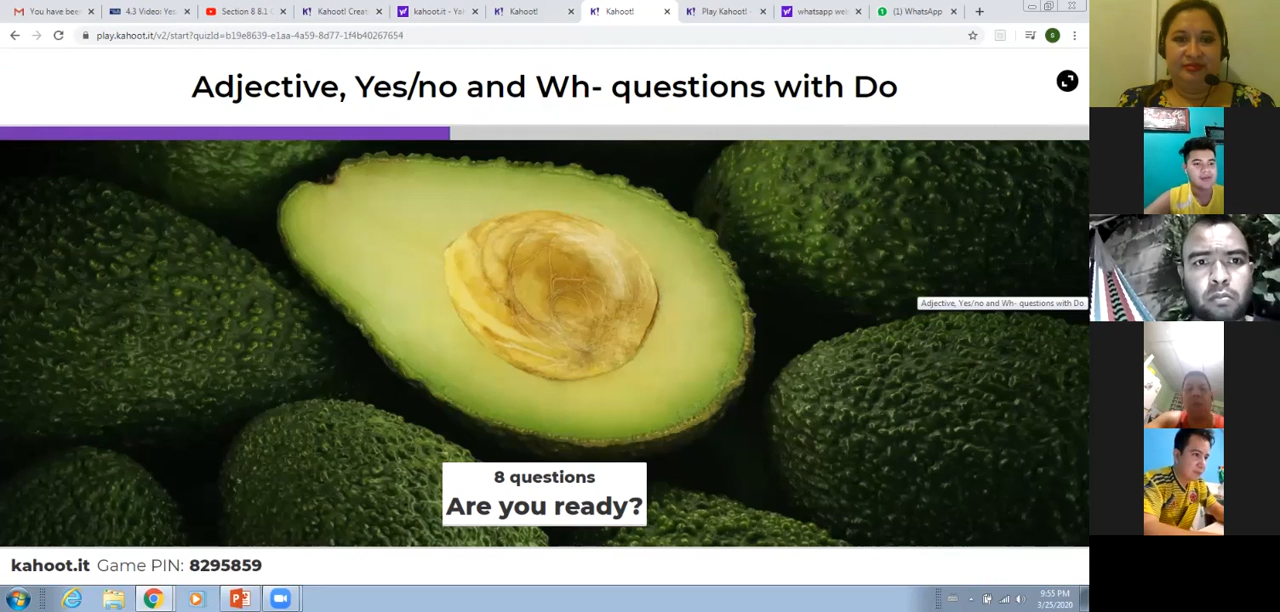 You have been
4.3 Video: Yes
Section 8 8.1
Kahoot! Creat
kahoot.it - Ya
Kahoot!
Kahoot!
Play Kahoot! -
whatsapp wel
(1) WhatsApp
play.kahoot.it/v2/start?quizId=b19e8639-e1aa-4a59-8d77-1f4b40267654
Adjective, Yes/no and Wh- questions with Do
Adjective, Yes/no and Wh- questions with Do
8 questions
Are you ready?
kahoot.it Game PIN: 8295859
9:55 PM
3/25/2020